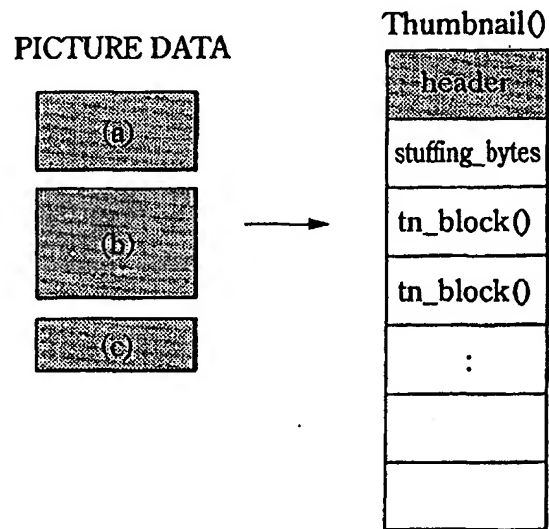 PICTURE DATA
(a)
(b)
(c)
Thumbnail()
header
stuffing_bytes
tn_block()
tn_block()
: